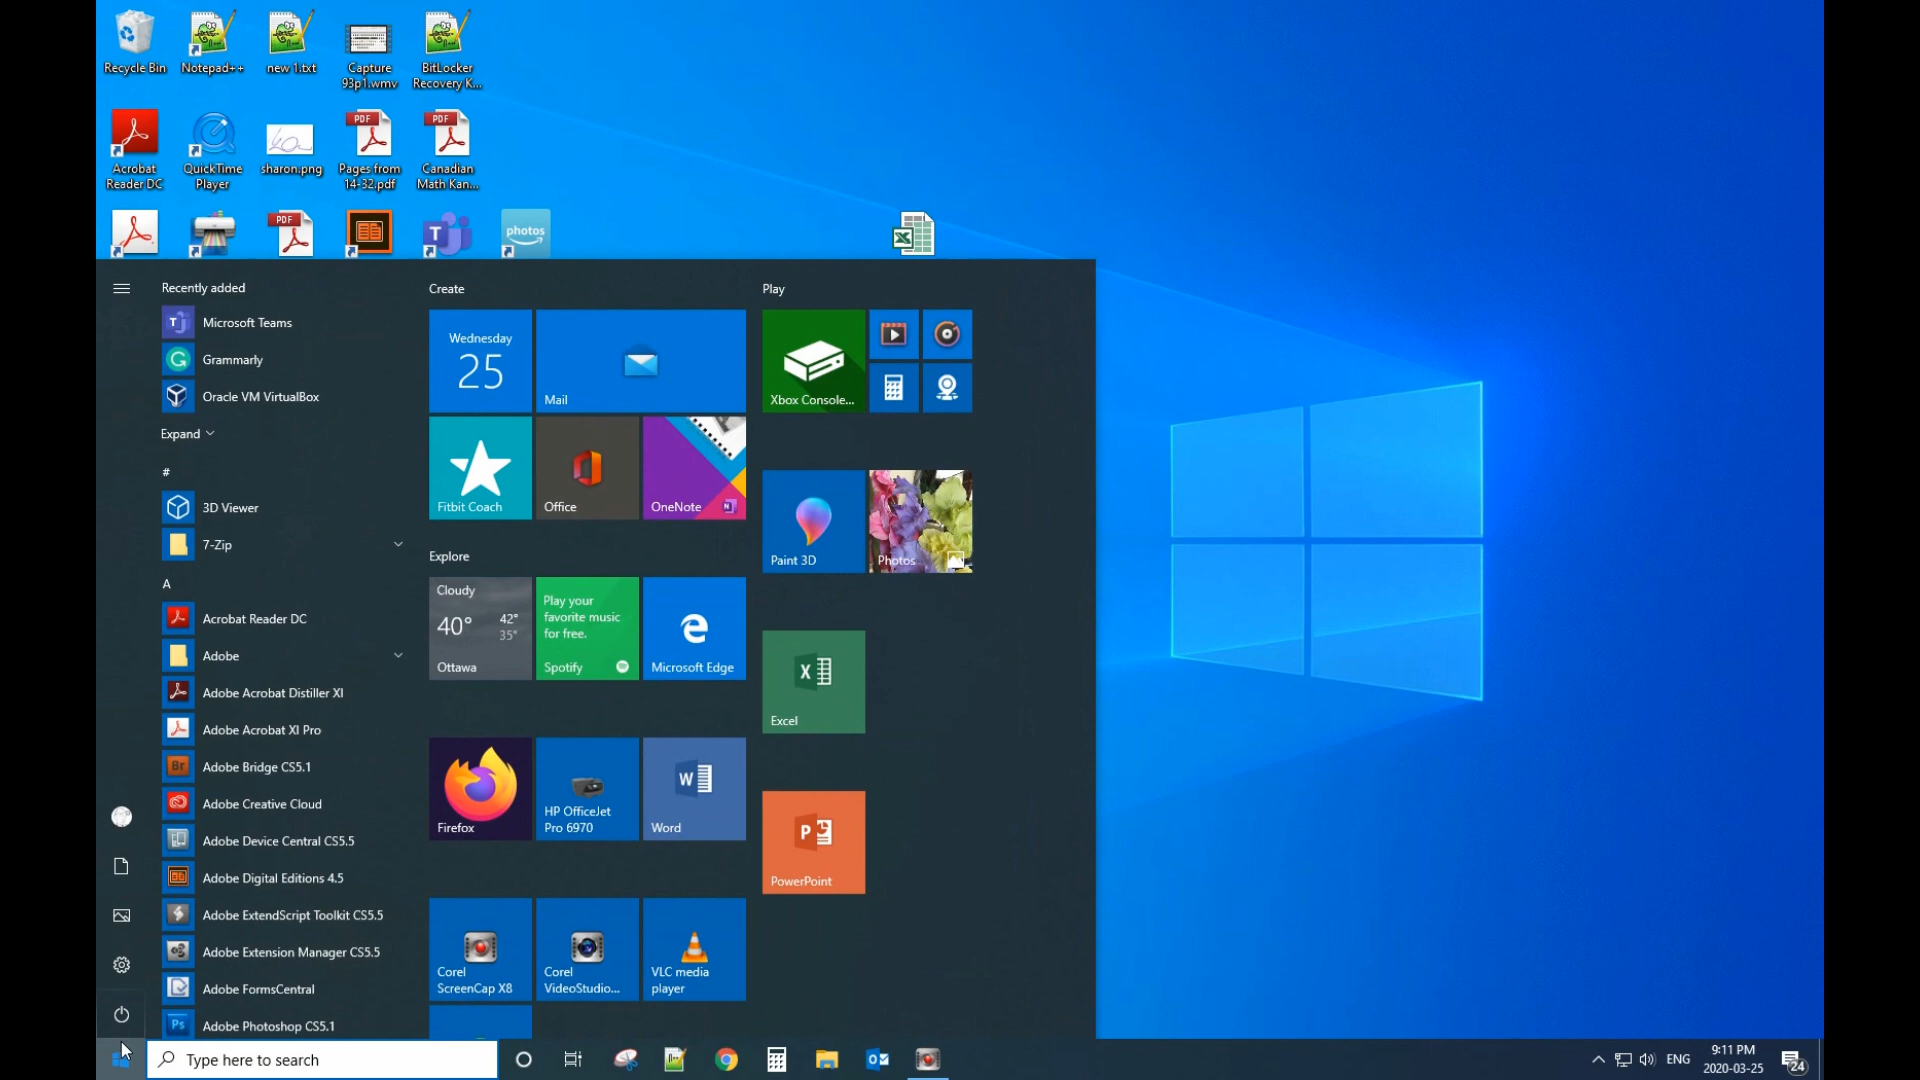 Recycle Bin
Notepad++
new 1.txt
Capture
93p1.wmv
BitLocker
Recovery K...
PDF
PDF
Acrobat
Reader DC
QuickTime
Player
sharon.png
Pages from
14-32.pdf
Canadian
Math Kan...
PDF
T
photos
X
Recently added
T
Microsoft Teams
G
Grammarly
Oracle VM VirtualBox
Expand
#
3D Viewer
7-Zip
A
Acrobat Reader DC
Adobe
Adobe Acrobat Distiller XI
Adobe Acrobat XI Pro
Br
Adobe Bridge CS5.1
Adobe Creative Cloud
Adobe Device Central CS5.5
Adobe Digital Editions 4.5
Adobe ExtendScript Toolkit CS5.5
Adobe Extension Manager CS5.5
Adobe FormsCentral
Ps
Adobe Photoshop CS5.1
Create
Wednesday
25
Mail
Fitbit Coach
Office
OneNote
N
Explore
Cloudy
40°
42°
35°
Ottawa
Play your
favorite music
for free.
Spotify
Microsoft Edge
Firefox
HP OfficeJet
Pro 6970
W
Word
Corel
ScreenCap X8
Corel
VideoStudio...
VLC media
player
Play
Xbox Console...
Paint 3D
Photos
X
Excel
P
PowerPoint
Type here to search
ENG
9:11 PM
2020-03-25
24